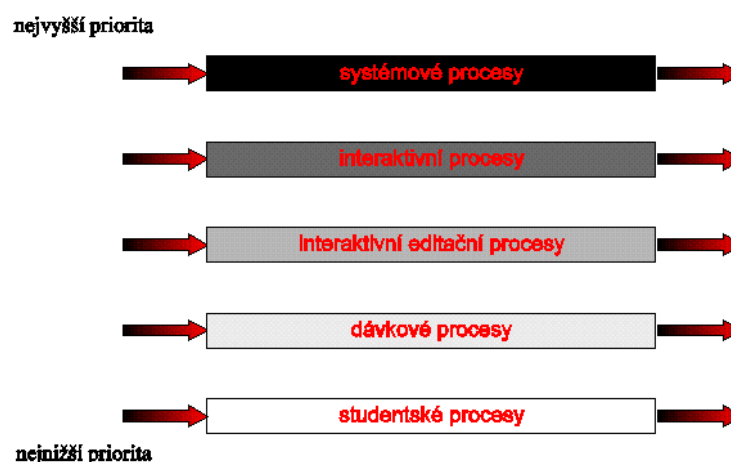 nejvyšší priorita
systémové procesy
interaktivní procesy
interaktivní editační procesy
dávkové procesy
studentské procesy
nejnižší priorita